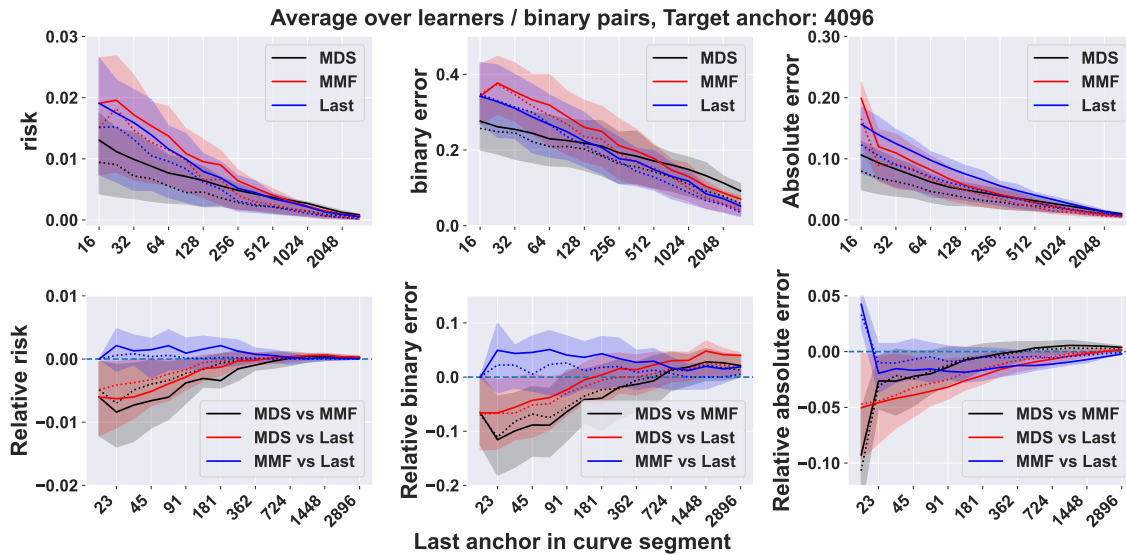 Average over learners / binary pairs, Target anchor: 4096
risk
0.03
0.02
0.01
0.00
MDS
MMF
Last
16 32 64 128 256 512 1024 2048
binary error
0.4
0.2
0.0
MDS
MMF
Last
16 32 64 128 256 512 1024 2048
Absolute error
0.30
0.20
0.10
0.00
MDS
MMF
Last
16 32 64 128 256 512 1024 2048
Relative risk
0.01
0.00
−0.01
−0.02
MDS vs MMF
MDS vs Last
MMF vs Last
23 45 91 181 362 724 1448 2896
Relative binary error
0.1
0.0
−0.1
−0.2
MDS vs MMF
MDS vs Last
MMF vs Last
23 45 91 181 362 724 1448 2896
Relative absolute error
0.05
0.00
−0.05
−0.10
MDS vs MMF
MDS vs Last
MMF vs Last
23 45 91 181 362 724 1448 2896
Last anchor in curve segment